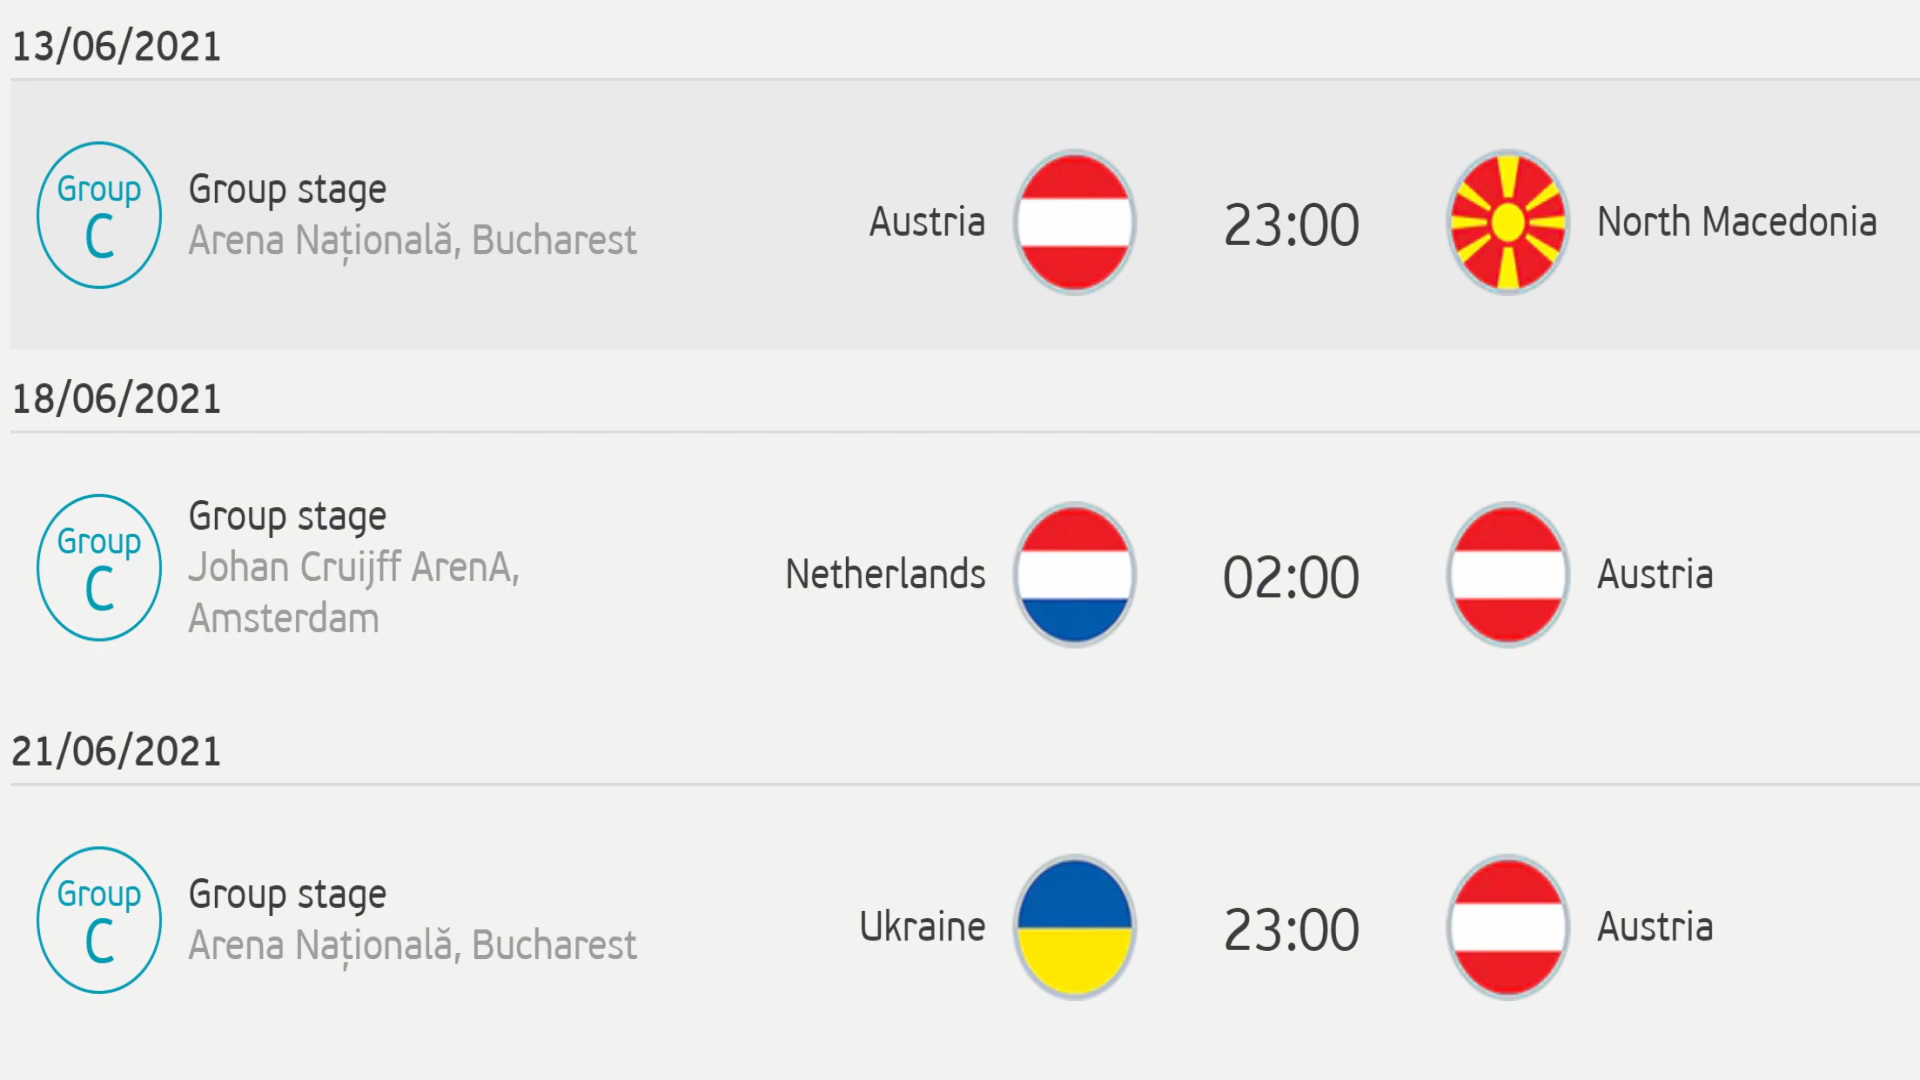 13/06/2021
Group
C
Group stage
Arena Națională, Bucharest
Austria
23:00
North Macedonia
18/06/2021
Group
C
Group stage
Johan Cruijff ArenA,
Amsterdam
Netherlands
02:00
Austria
21/06/2021
Group
C
Group stage
Arena Națională, Bucharest
Ukraine
23:00
Austria